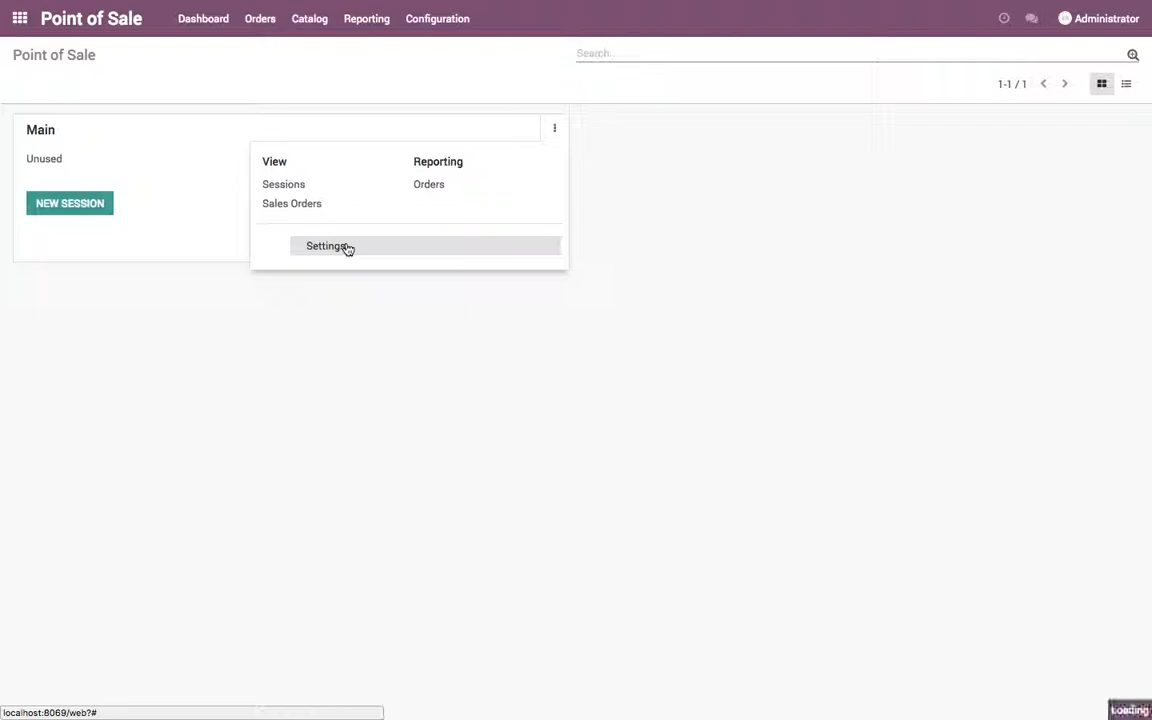 Point of Sale
Dashboard
Orders
Catalog
Reporting
Configuration
Administrator
Point of Sale
Search...
1-1 / 1
Main
Unused
NEW SESSION
View
Reporting
Sessions
Orders
Sales Orders
Settings
localhost:8069/web?#
Loading